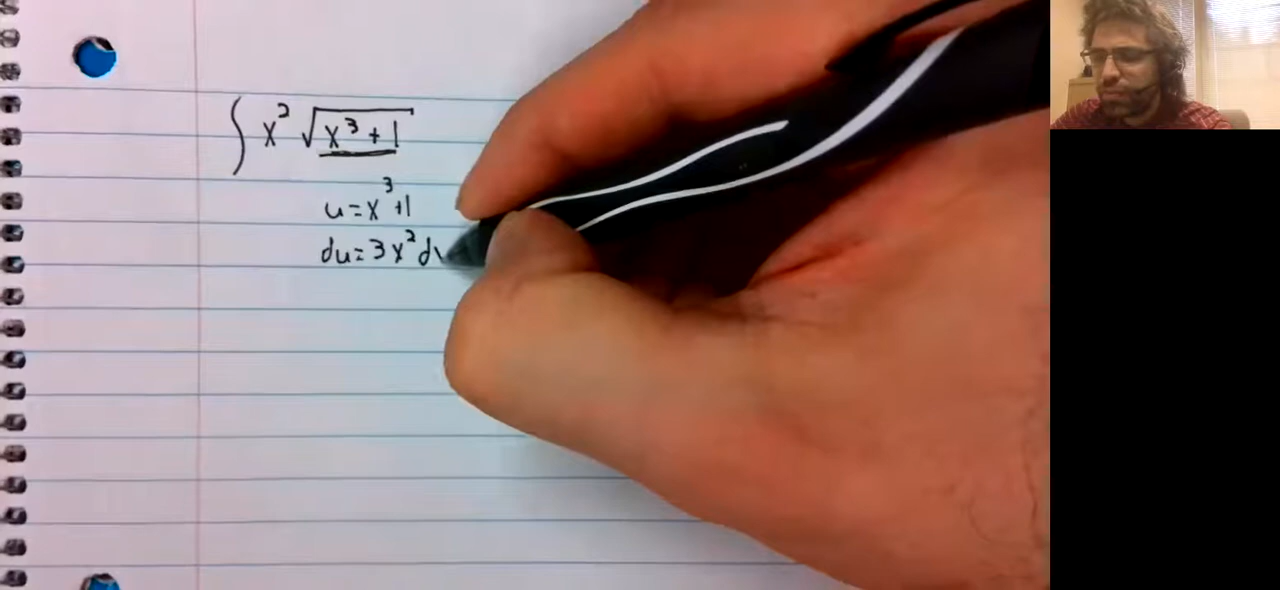 ∫ x² √(x³ + 1)
u = x³ + 1
du = 3x² d